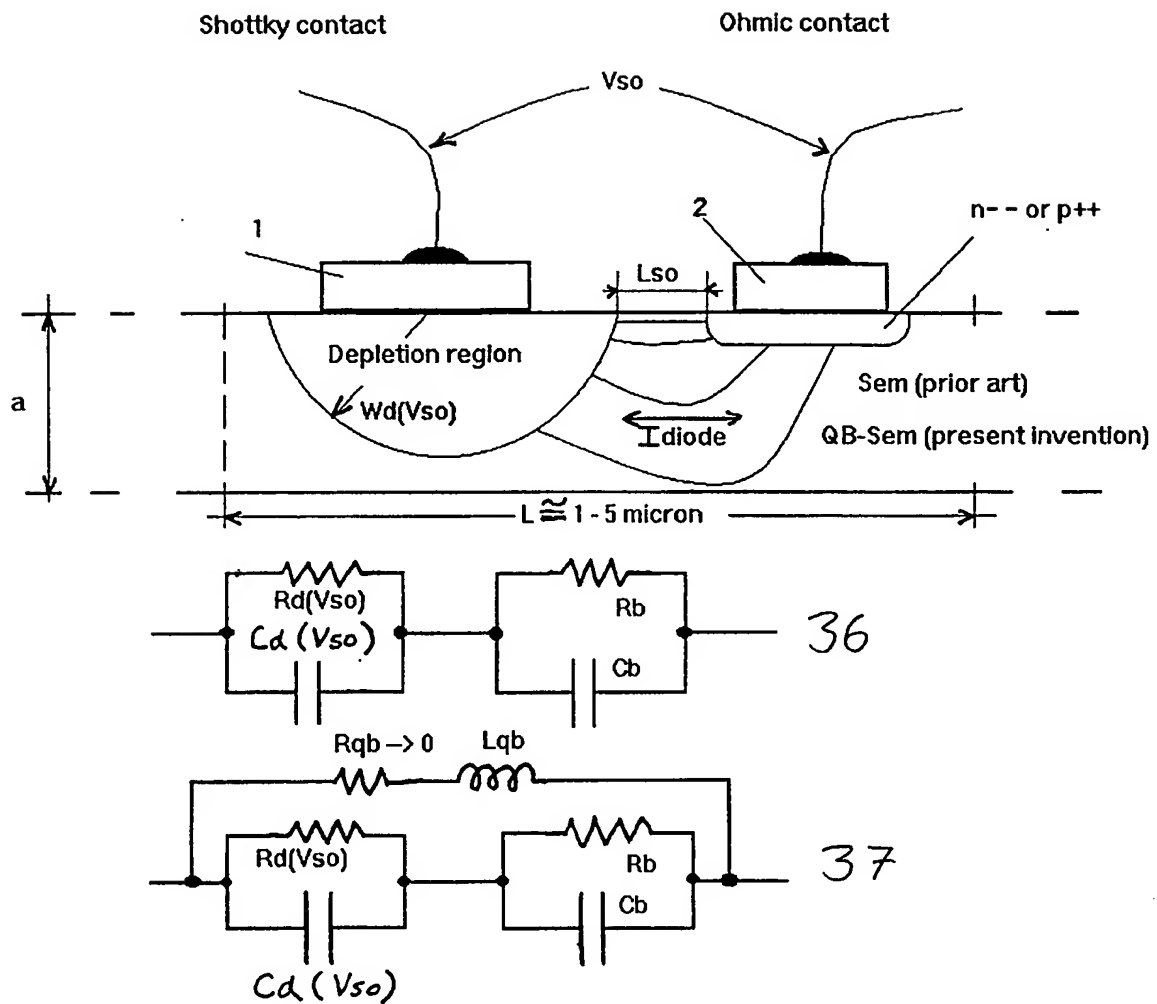 Shottky contact
Ohmic contact
Vso
1
2
n-- or p++
Lso
Depletion region
a
Wd(Vso)
Sem (prior art)
I diode
QB-Sem (present invention)
L ≅ 1 - 5 micron
Rd(Vso)
Rb
Cd (Vso)
36
Cb
Rqb -> 0
Lqb
Rd(Vso)
Rb
37
Cb
Cd (Vso)